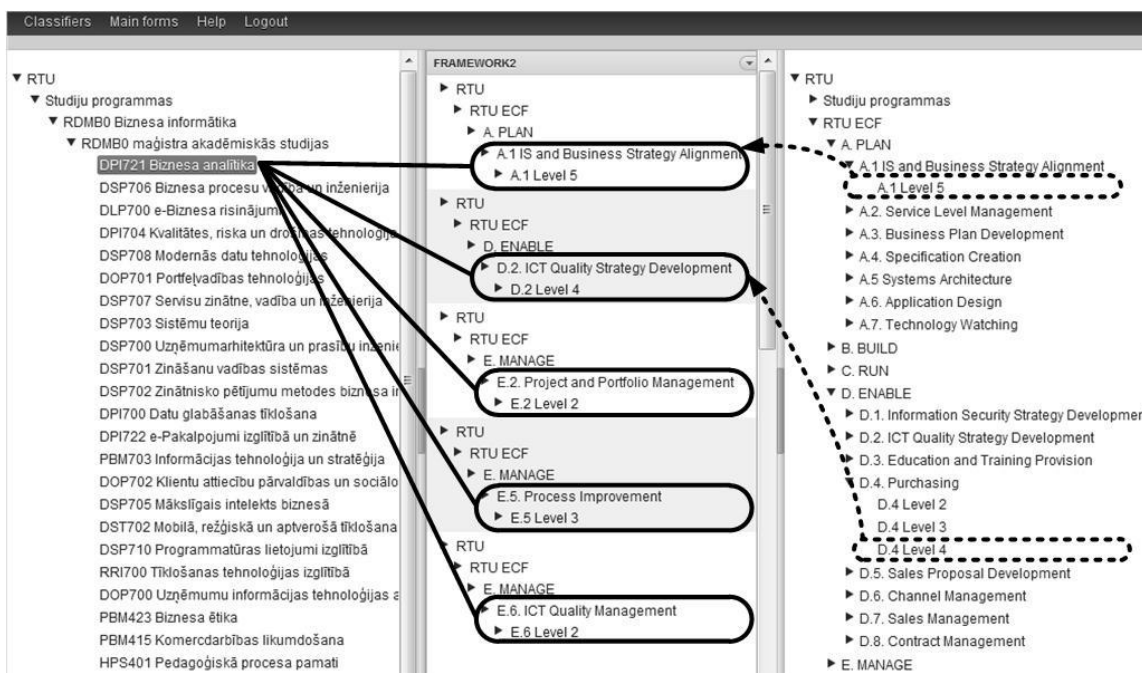 Classifiers Main forms Help Logout
RTU
Studiju programmas
RDMB0 Biznesa informātika
RDMB0 maģistra akadēmiskās studijas
DPI721 Biznesa analītika
DSP706 Biznesa procesu vadība un inženierija
DLP700 e-Biznesa risinājumi
DPI704 Kvalitātes, riska un drošības tehnoloģija
DSP708 Modernās datu tehnoloģijas
DOP701 Portfeļvadības tehnoloģijas
DSP707 Servisu zinātne, vadība un inženierija
DSP703 Sistēmu teorija
DSP700 Uzņēmumarhitektūra un prasību inženie
DSP701 Zināšanu vadības sistēmas
DSP702 Zinātnisko pētījumu metodes biznesa in
DPI700 Datu glabāšanas tīklošana
DPI722 e-Pakalpojumi izglītībā un zinātnē
PBM703 Informācijas tehnoloģija un stratēģija
DOP702 Klientu attiecību pārvaldības un sociālo
DSP705 Mākslīgais intelekts biznesā
DST702 Mobilā, režģiskā un aptverošā tīklošana
DSP710 Programmatūras lietojumi izglītībā
RRI700 Tīklošanas tehnoloģijas izglītībā
DOP700 Uzņēmumu informācijas tehnoloģijas a
PBM423 Biznesa ētika
PBM415 Komercdarbības likumdošana
HPS401 Pedagoģiskā procesa pamati
FRAMEWORK2
RTU
RTU ECF
A. PLAN
A.1 IS and Business Strategy Alignment
A.1 Level 5
RTU
RTU ECF
D. ENABLE
D.2. ICT Quality Strategy Development
D.2 Level 4
RTU
RTU ECF
E. MANAGE
E.2. Project and Portfolio Management
E.2 Level 2
RTU
RTU ECF
E. MANAGE
E.5. Process Improvement
E.5 Level 3
RTU
RTU ECF
E. MANAGE
E.6. ICT Quality Management
E.6 Level 2
RTU
Studiju programmas
RTU ECF
A. PLAN
A.1 IS and Business Strategy Alignment
A.1 Level 5
A.2. Service Level Management
A.3. Business Plan Development
A.4. Specification Creation
A.5 Systems Architecture
A.6. Application Design
A.7. Technology Watching
B. BUILD
C. RUN
D. ENABLE
D.1. Information Security Strategy Developmen
D.2. ICT Quality Strategy Development
D.3. Education and Training Provision
D.4. Purchasing
D.4 Level 2
D.4 Level 3
D.4 Level 4
D.5. Sales Proposal Development
D.6. Channel Management
D.7. Sales Management
D.8. Contract Management
E. MANAGE